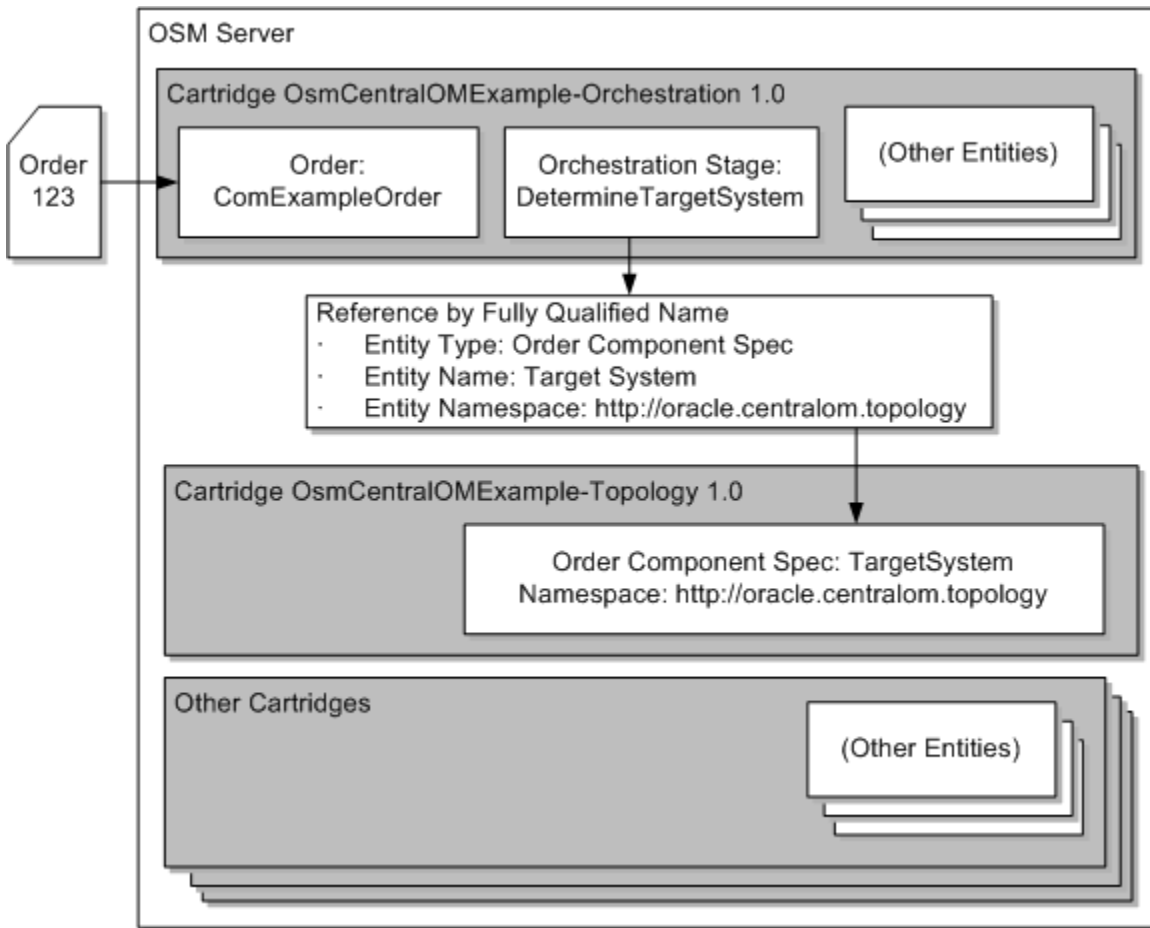 OSM Server
Cartridge OsmCentralOMExample-Orchestration 1.0
Order
123
Order:
ComExampleOrder
Orchestration Stage:
DetermineTargetSystem
(Other Entities)
Reference by Fully Qualified Name
· Entity Type: Order Component Spec
· Entity Name: Target System
· Entity Namespace: http://oracle.centralom.topology
Cartridge OsmCentralOMExample-Topology 1.0
Order Component Spec: TargetSystem
Namespace: http://oracle.centralom.topology
Other Cartridges
(Other Entities)